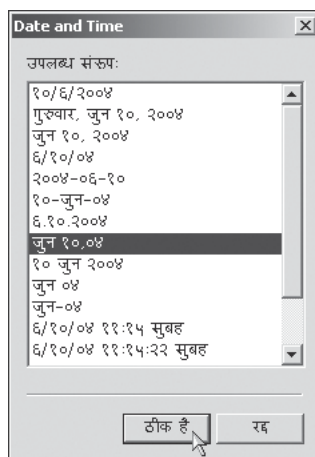 Date and Time
उपलब्ध संरूपः
१०/६/२००४
गुरुवार, जुन १०, २००४
जुन १०, २००४
६/१०/०४
२००४-०६-१०
१०-जुन-०४
६.१०.२००४
जुन १०,०४
१० जुन २००४
जुन ०४
जुन-०४
६/१०/०४ ११:१५ सुबह
६/१०/०४ ११:१५:२२ सुबह
ठीक है
रद्द